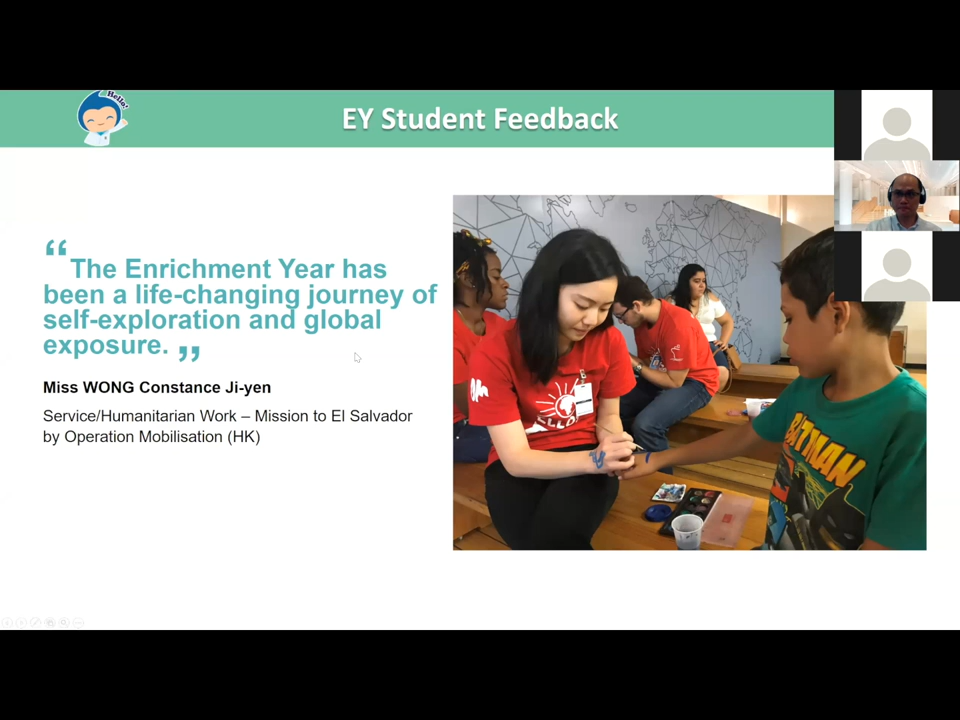 Hello!
EY Student Feedback
“The Enrichment Year has
been a life-changing journey of
self-exploration and global
exposure. ”
Miss WONG Constance Ji-yen
Service/Humanitarian Work – Mission to El Salvador
by Operation Mobilisation (HK)
BATMAN